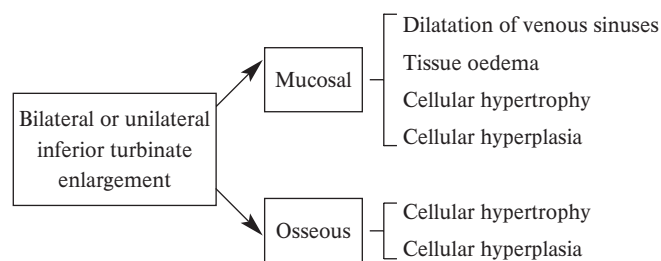 Bilateral or unilateral
inferior turbinate
enlargement
Mucosal
Dilatation of venous sinuses
Tissue oedema
Cellular hypertrophy
Cellular hyperplasia
Osseous
Cellular hypertrophy
Cellular hyperplasia